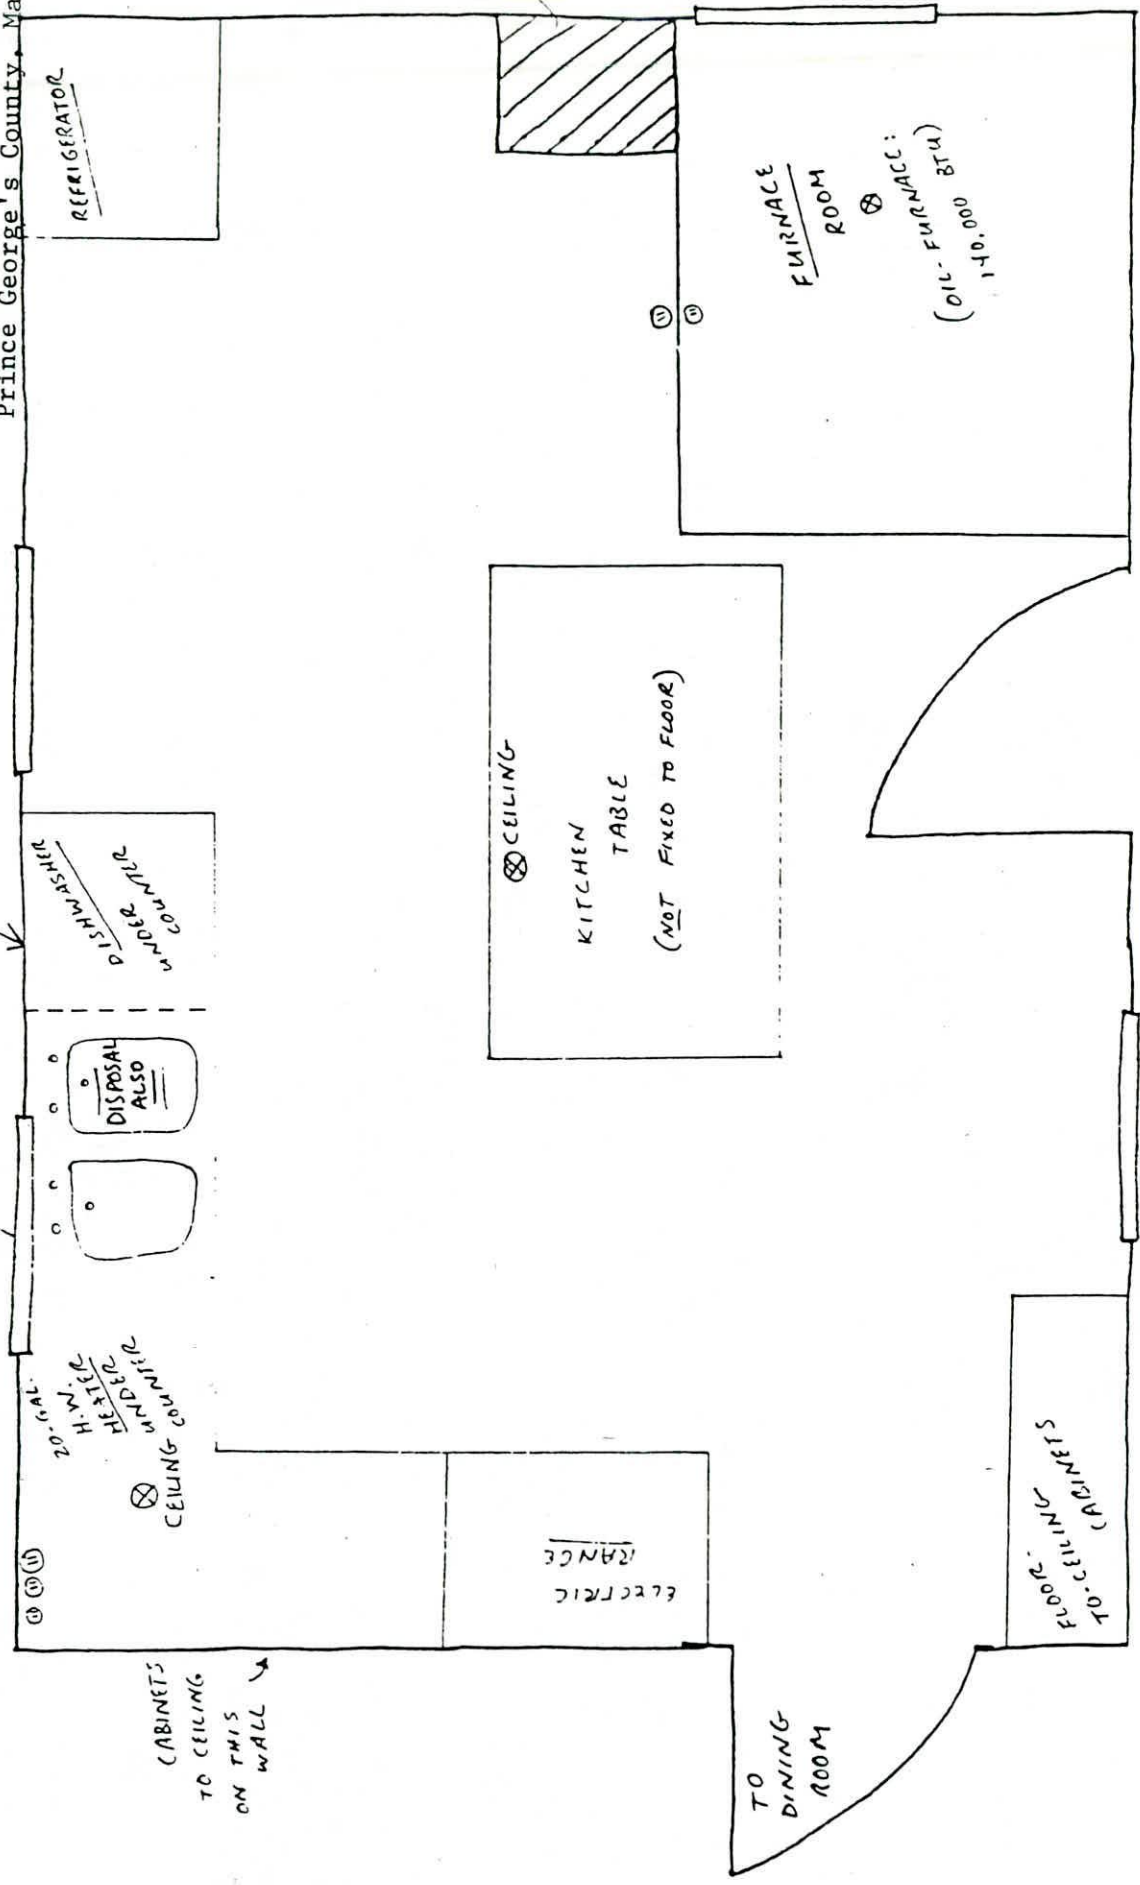 Prince George's County, Ma
REFRIGERATOR
FURNACE
ROOM
(OIL-FURNACE:
140,000 BTU)
DISHWASHER
UNDER
COUNTER
DISPOSAL
ALSO
CEILING
KITCHEN
TABLE
(NOT FIXED TO FLOOR)
20-GAL.
H.W.
HEATER
UNDER
COUNTER
CEILING
ELECTRIC
RANGE
FLOOR-
TO-CEILING
CABINETS
CABINETS
TO CEILING
ON THIS
WALL
TO
DINING
ROOM